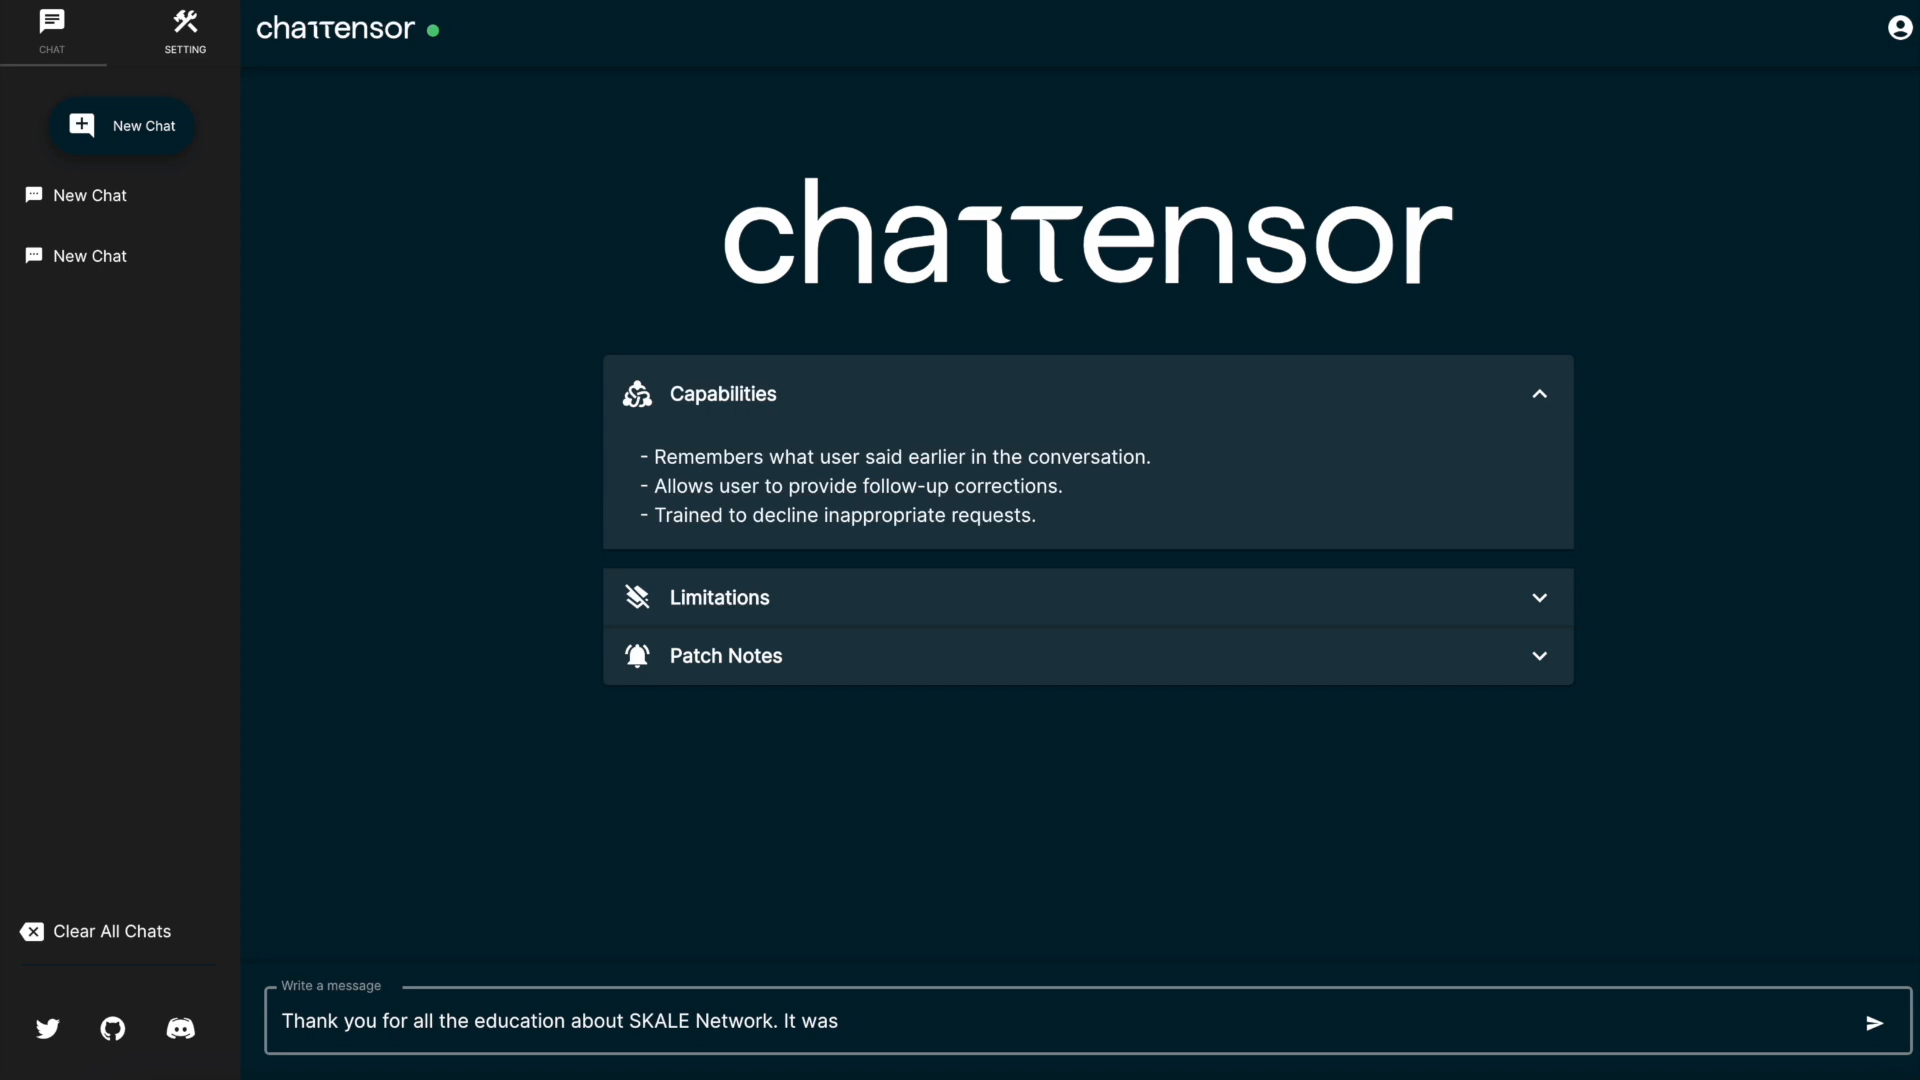 CHAT
SETTING
chattensor
New Chat
New Chat
New Chat
chattensor
Capabilities
- Remembers what user said earlier in the conversation.
- Allows user to provide follow-up corrections.
- Trained to decline inappropriate requests.
Limitations
Patch Notes
Clear All Chats
Write a message
Thank you for all the education about SKALE Network. It was